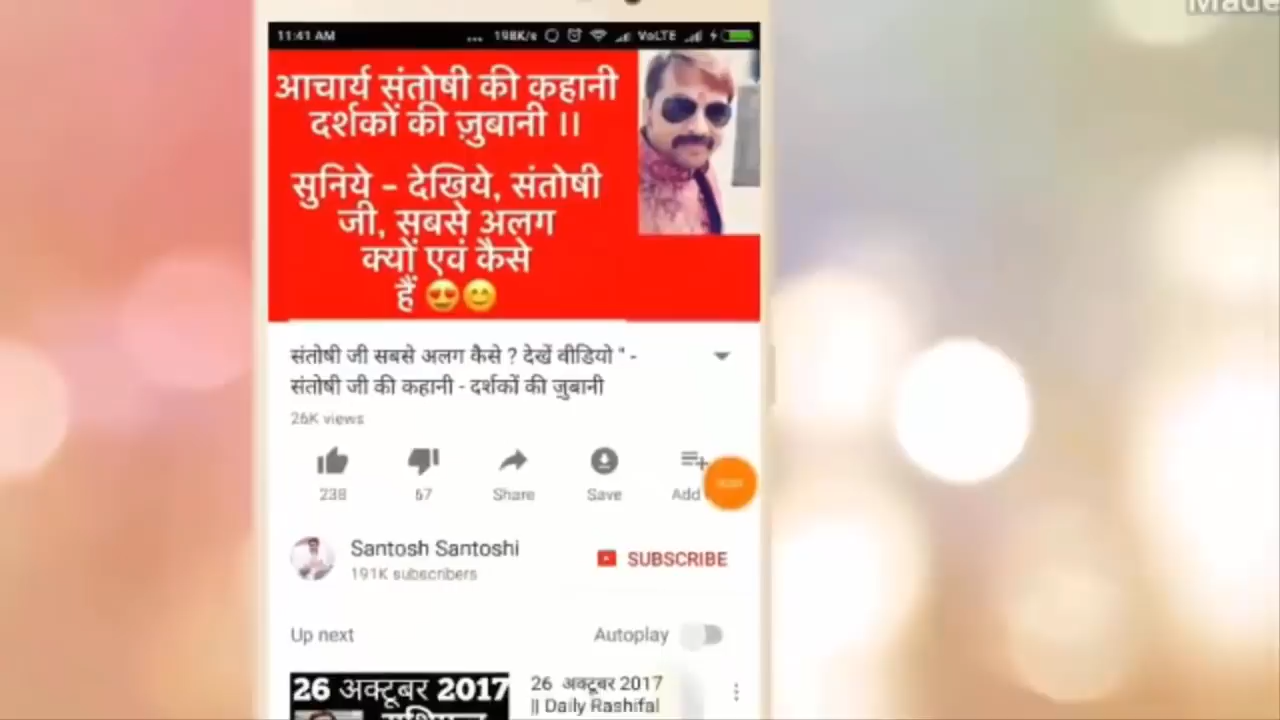 Made
11:41 AM ... 198K/s VoLTE
आचार्य संतोषी की कहानी
दर्शकों की ज़ुबानी ।।
सुनिये - देखिये, संतोषी
जी, सबसे अलग
क्यों एवं कैसे
हैं 😍😊
संतोषी जी सबसे अलग कैसे ? देखें वीडियो " -
संतोषी जी की कहानी - दर्शकों की जुबानी
26K views
238 67 Share Save Add
Santosh Santoshi
191K subscribers
SUBSCRIBE
Up next Autoplay
26 अक्टूबर 2017
26 अक्टूबर 2017
|| Daily Rashifal